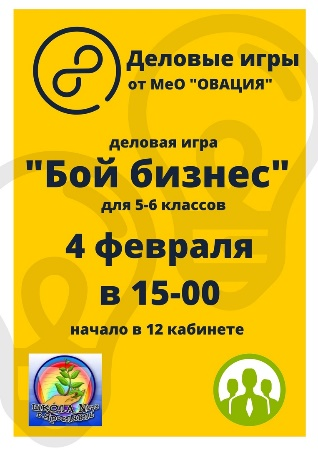 Деловые игры
от МеО "ОВАЦИЯ"
деловая игра
"Бой бизнес"
для 5-6 классов
4 февраля
в 15-00
начало в 12 кабинете
ШКОЛА